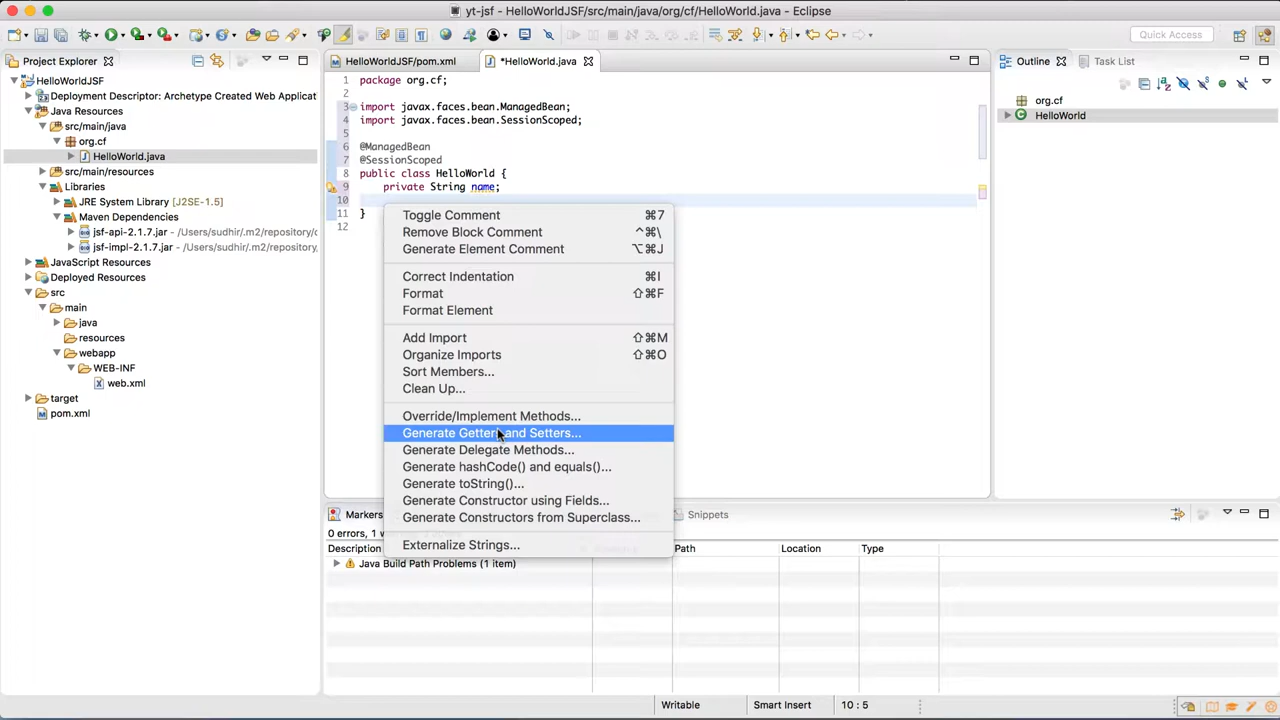 yt-jsf - HelloWorldJSF/src/main/java/org/cf/HelloWorld.java - Eclipse
Quick Access
Project Explorer
HelloWorldJSF
Deployment Descriptor: Archetype Created Web Applicat
Java Resources
src/main/java
org.cf
HelloWorld.java
src/main/resources
Libraries
JRE System Library [J2SE-1.5]
Maven Dependencies
jsf-api-2.1.7.jar - /Users/sudhir/.m2/repository/c
jsf-impl-2.1.7.jar - /Users/sudhir/.m2/repository,
JavaScript Resources
Deployed Resources
src
main
java
resources
webapp
WEB-INF
web.xml
target
pom.xml
HelloWorldJSF/pom.xml
*HelloWorld.java
1 package org.cf;
2
3 import javax.faces.bean.ManagedBean;
4 import javax.faces.bean.SessionScoped;
5
6 @ManagedBean
7 @SessionScoped
8 public class HelloWorld {
9 private String name;
10
11 }
12
Toggle Comment ⌘7
Remove Block Comment ^⌘\
Generate Element Comment ⌥⌘J
Correct Indentation ⌘I
Format ⇧⌘F
Format Element
Add Import ⇧⌘M
Organize Imports ⇧⌘O
Sort Members...
Clean Up...
Override/Implement Methods...
Generate Getters and Setters...
Generate Delegate Methods...
Generate hashCode() and equals()...
Generate toString()...
Generate Constructor using Fields...
Generate Constructors from Superclass...
Externalize Strings...
Outline
Task List
org.cf
HelloWorld
Markers
Snippets
0 errors, 1 w
Description
Path
Location
Type
Java Build Path Problems (1 item)
Writable
Smart Insert
10 : 5